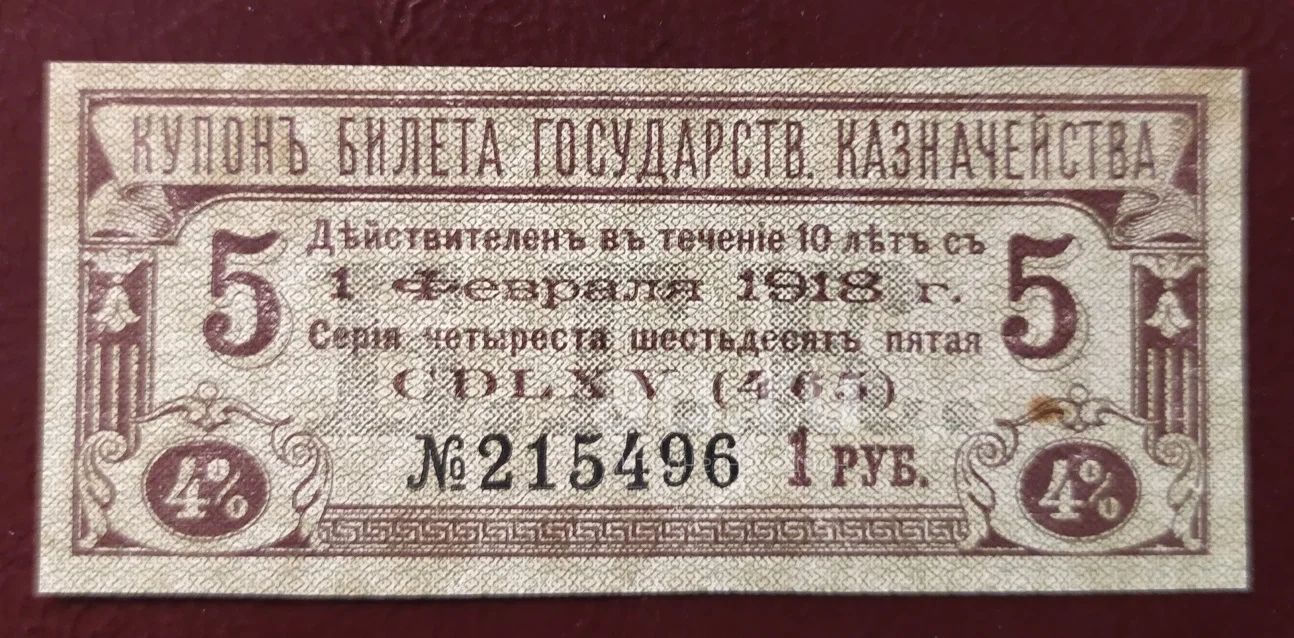 КУПОНЪ БИЛЕТА ГОСУДАРСТВ. КАЗНАЧЕЙСТВА
5 Дѣйствителенъ въ теченіе 10 лѣтъ съ 5
1 Февраля 1918 г.
Серія четыреста шестьдесятъ пятая
CDLXV (465)
№215496 1 РУБ.
4% 4%